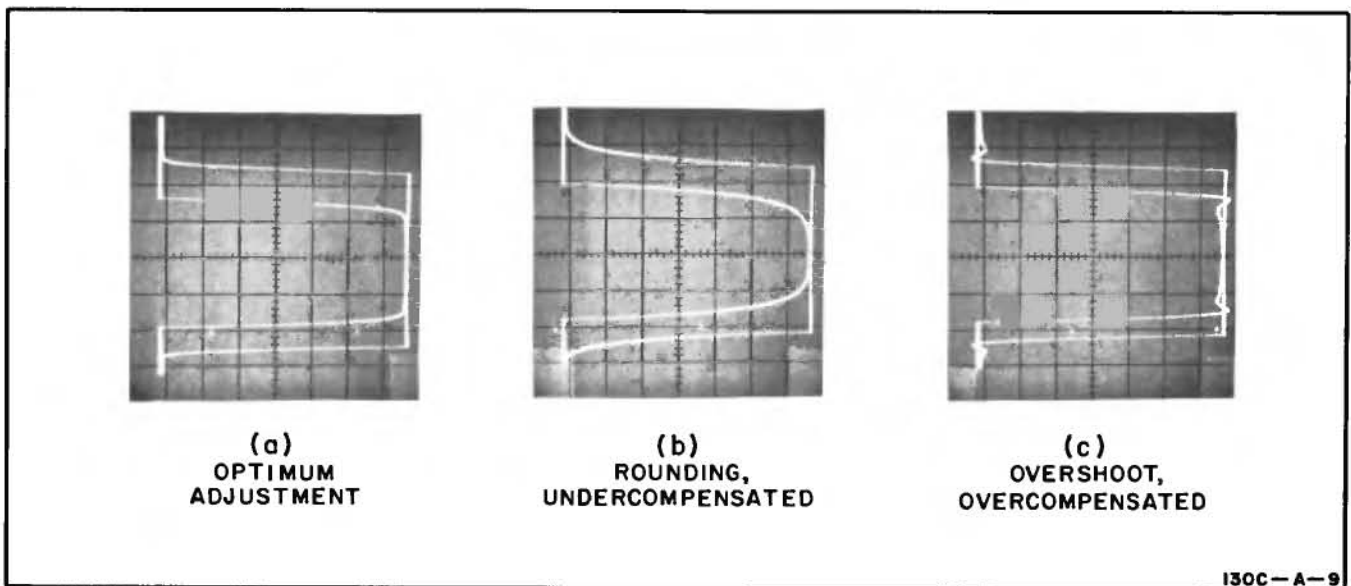 (a)
OPTIMUM
ADJUSTMENT
(b)
ROUNDING,
UNDERCOMPENSATED
(c)
OVERSHOOT,
OVERCOMPENSATED
130C-A-9